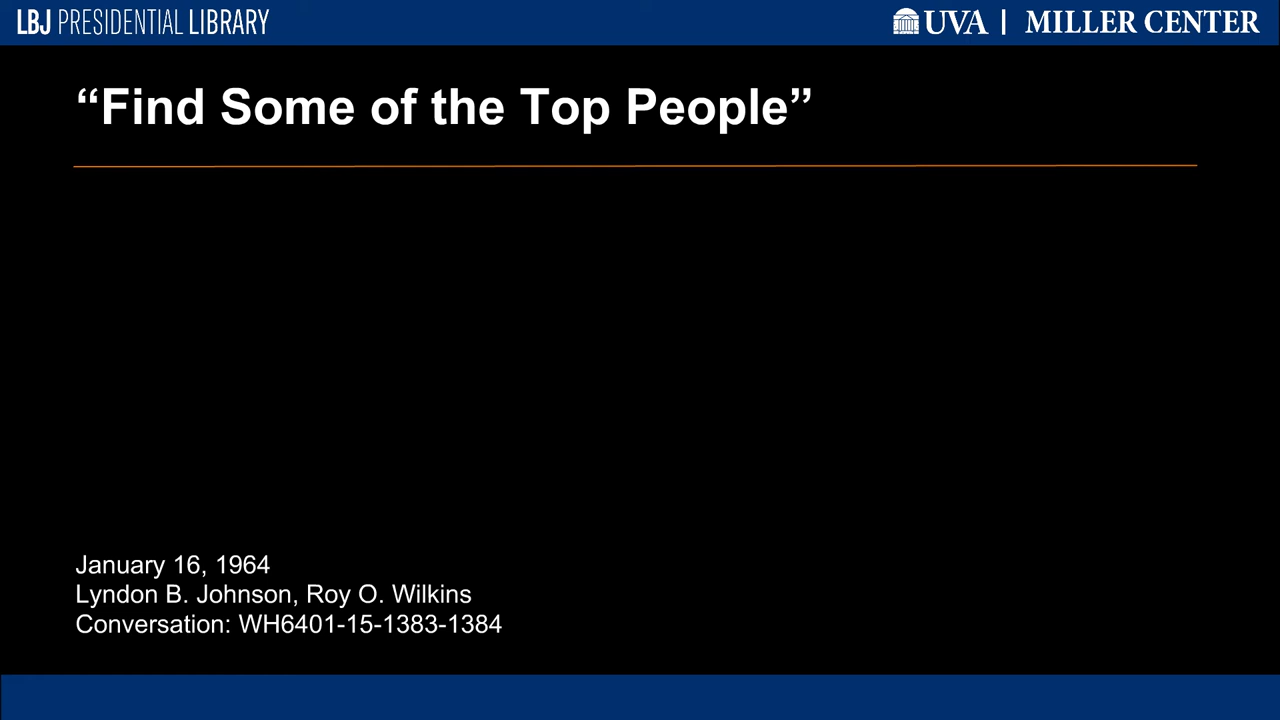 LBJ PRESIDENTIAL LIBRARY
UVA | MILLER CENTER
“Find Some of the Top People”
January 16, 1964
Lyndon B. Johnson, Roy O. Wilkins
Conversation: WH6401-15-1383-1384